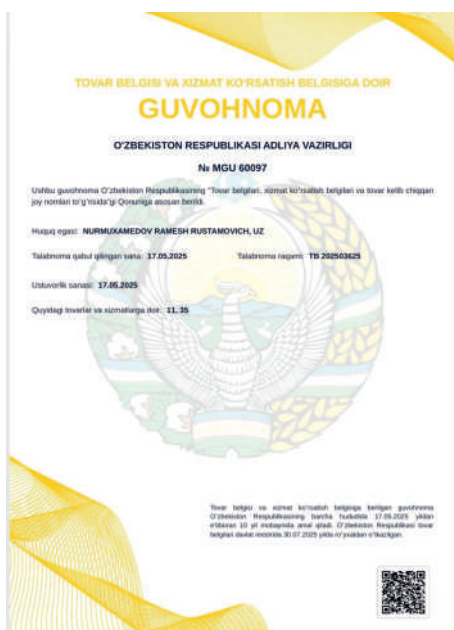 TOVAR BELGISI VA XIZMAT KO'RSATISH BELGISIGA DOIR
GUVOHNOMA
O'ZBEKISTON RESPUBLIKASI ADLIYA VAZIRLIGI
№ MGU 60097
Ushbu guvohnoma O'zbekiston Respublikasining "Tovar belgilari, xizmat ko'rsatish belgilari va tovar kelib chiqqan
joy nomlari to'g'risida"gi Qonuniga asosan berildi.
Huquq egasi: NURMUXAMEDOV RAMESH RUSTAMOVICH, UZ
Talabnoma qabul qilingan sana: 17.05.2025 Talabnoma raqami: TB 202503625
Ustuvorlik sanasi: 17.05.2025
Quyidagi tovarlar va xizmatlarga doir: 11, 35
Tovar belgisi va xizmat ko'rsatish belgisiga berilgan guvohnoma
O'zbekiston Respublikasining barcha hududida 17.05.2025 yildan
e'tiboran 10 yil mobaynida amal qiladi. O'zbekiston Respublikasi tovar
belgilari davlat reestrida 30.07.2025 yilda ro'yxatdan o'tkazilgan.